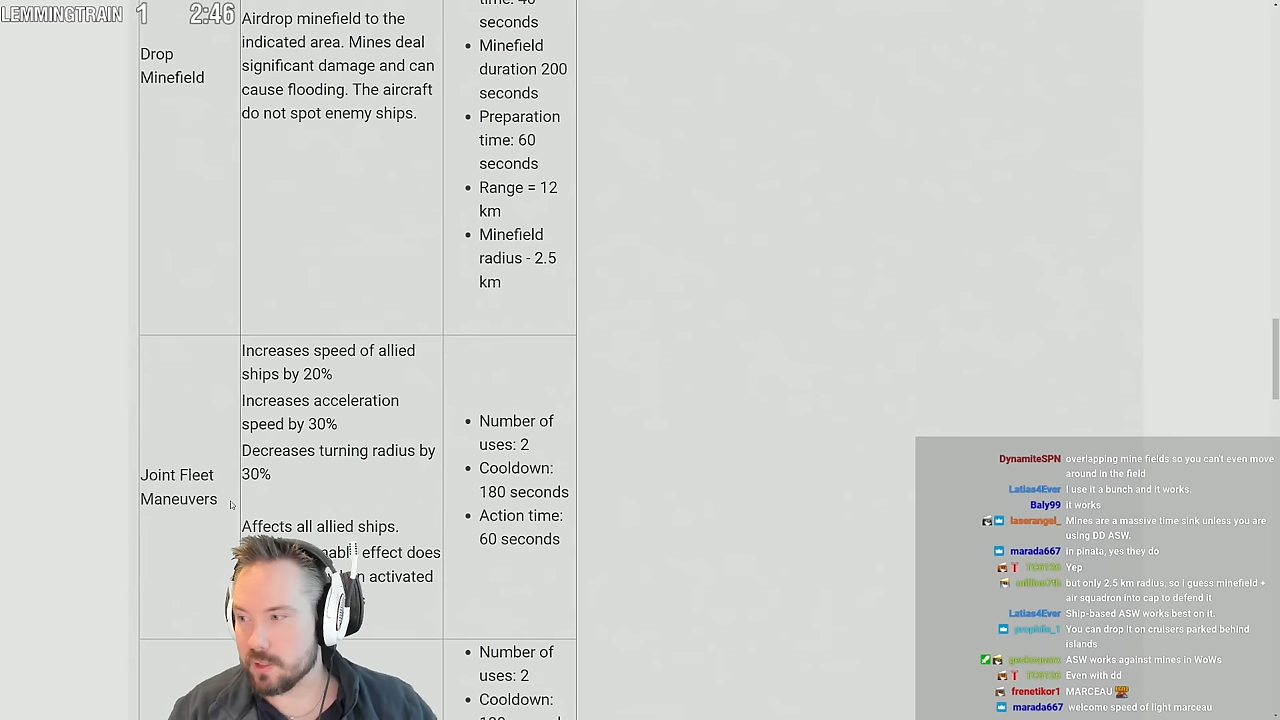 LEMMINGTRAIN 1 2:46
Drop
Minefield
Airdrop minefield to the
indicated area. Mines deal
significant damage and can
cause flooding. The aircraft
do not spot enemy ships.
seconds
• Minefield
duration 200
seconds
• Preparation
time: 60
seconds
• Range = 12
km
• Minefield
radius - 2.5
km
Joint Fleet
Maneuvers
Increases speed of allied
ships by 20%
Increases acceleration
speed by 30%
Decreases turning radius by
30%
Affects all allied ships.
effect does
activated
• Number of
uses: 2
• Cooldown:
180 seconds
• Action time:
60 seconds
• Number of
uses: 2
• Cooldown:
DynamiteSPN overlapping mine fields so you can't even move
around in the field
Latias4Ever I use it a bunch and it works.
Baly99 it works
laserangel_ Mines are a massive time sink unless you are
using DD ASW.
marada667 in pinata, yes they do
Yep
but only 2.5 km radius, so i guess minefield +
air squadron into cap to defend it
Latias4Ever Ship-based ASW works best on it.
You can drop it on cruisers parked behind
islands
ASW works against mines in WoWs
Even with dd
frenetikor1 MARCEAU
marada667 welcome speed of light marceau